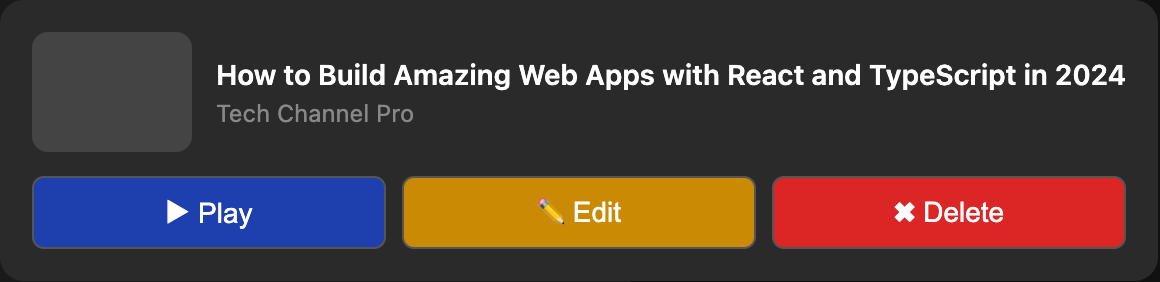 How to Build Amazing Web Apps with React and TypeScript in 2024
Tech Channel Pro
▶ Play
✏️ Edit
✖ Delete